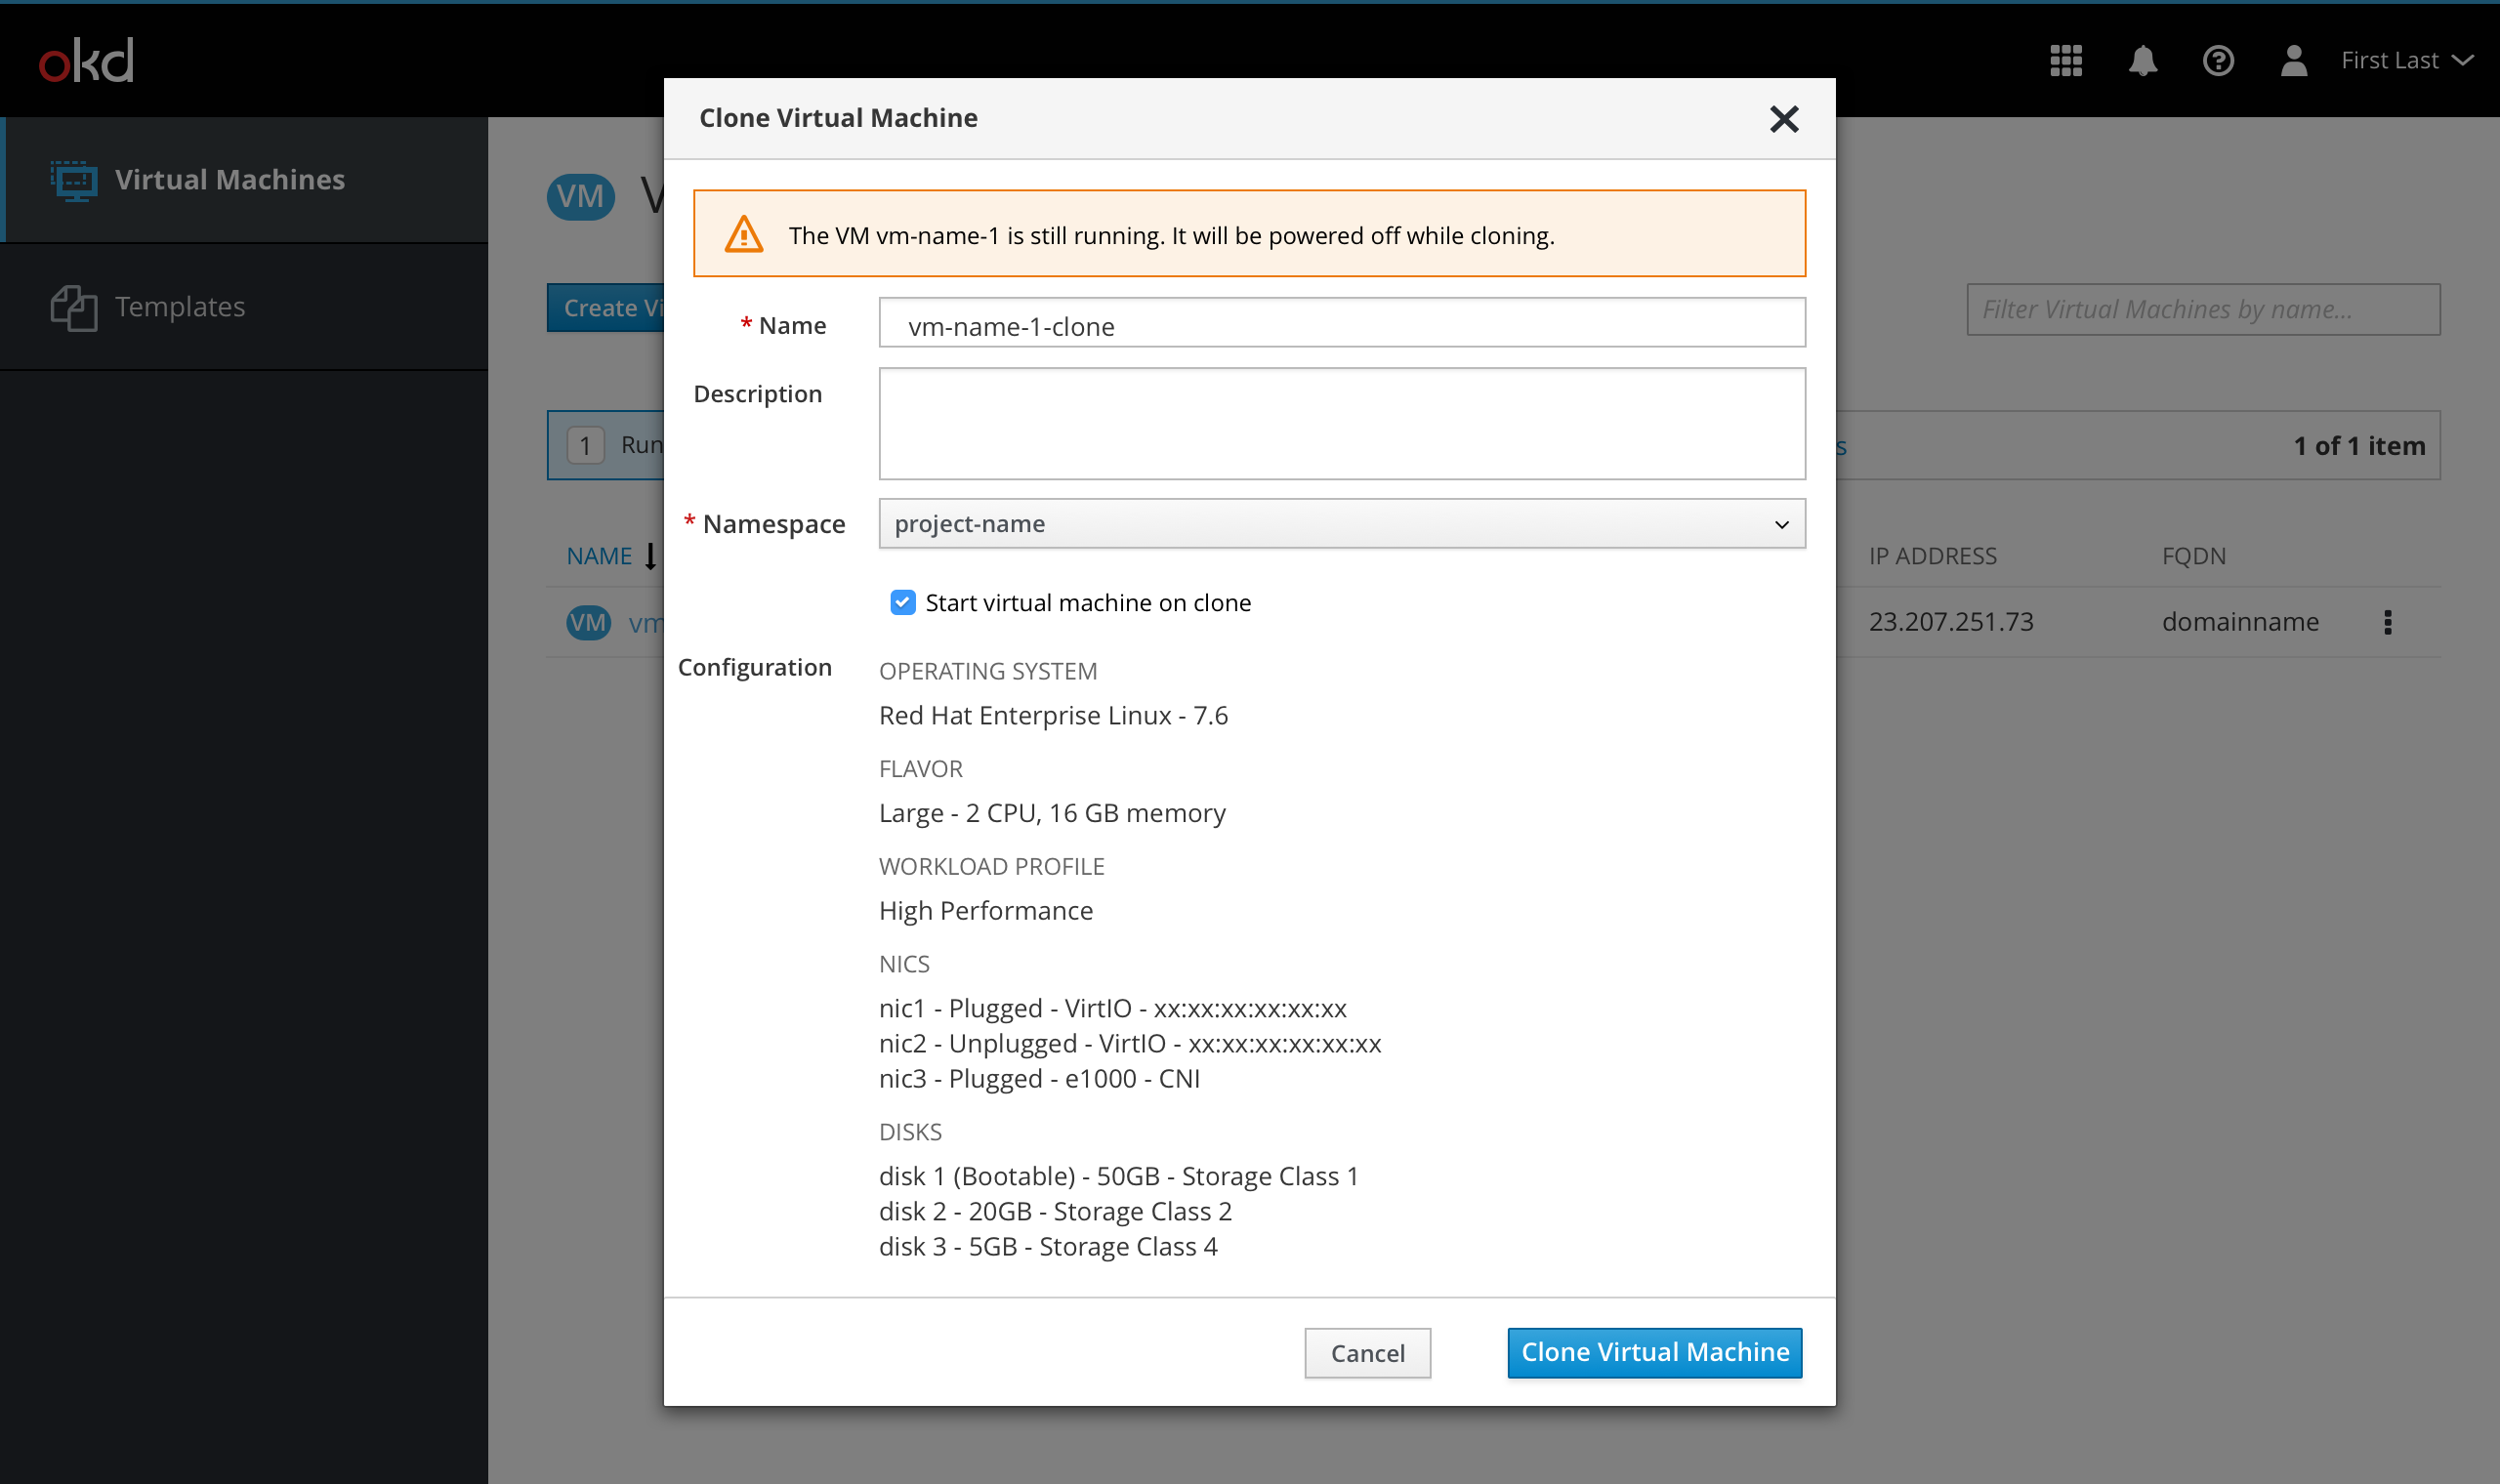 okd
First Last
Virtual Machines
Templates
VM
Create Vi
Filter Virtual Machines by name...
1 Run
1 of 1 item
NAME
IP ADDRESS
FQDN
VM vm
23.207.251.73
domainname
Clone Virtual Machine
The VM vm-name-1 is still running. It will be powered off while cloning.
* Name
vm-name-1-clone
Description
* Namespace
project-name
Start virtual machine on clone
Configuration
OPERATING SYSTEM
Red Hat Enterprise Linux - 7.6
FLAVOR
Large - 2 CPU, 16 GB memory
WORKLOAD PROFILE
High Performance
NICS
nic1 - Plugged - VirtIO - xx:xx:xx:xx:xx:xx
nic2 - Unplugged - VirtIO - xx:xx:xx:xx:xx:xx
nic3 - Plugged - e1000 - CNI
DISKS
disk 1 (Bootable) - 50GB - Storage Class 1
disk 2 - 20GB - Storage Class 2
disk 3 - 5GB - Storage Class 4
Cancel
Clone Virtual Machine